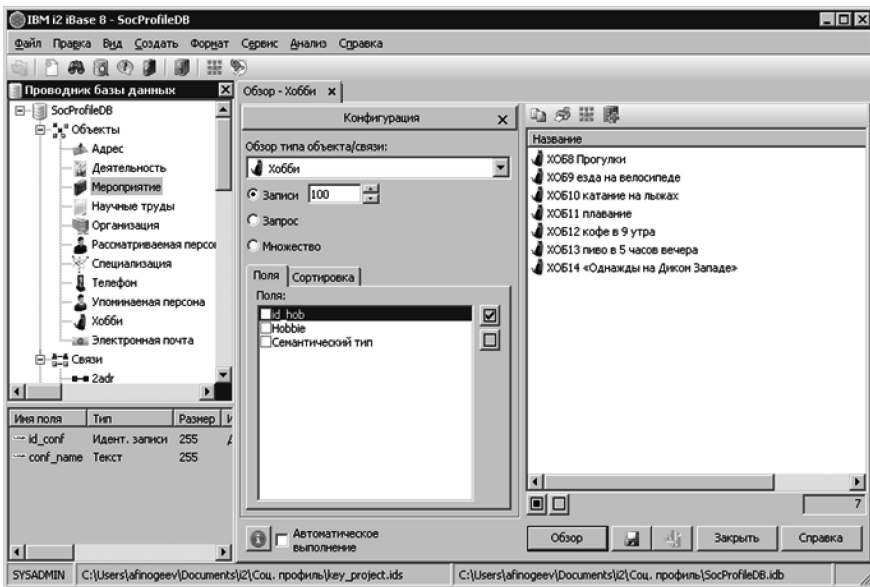 IBM i2 iBase 8 - SocProfileDB
Файл Правка Вид Создать Формат Сервис Анализ Справка
Проводник базы данных
SocProfileDB
Объекты
Адрес
Деятельность
Мероприятие
Научные труды
Организация
Рассматриваемая персо
Специализация
Телефон
Упоминаемая персона
Хобби
Электронная почта
Связи
2adr
Имя поля Тип Размер
id_conf Идент. записи 255
conf_name Текст 255
Обзор - Хобби
Конфигурация
Обзор типа объекта/связи:
Хобби
Записи 100
Запрос
Множество
Поля Сортировка
Поля:
id_hob
Hobbie
Семантический тип
Автоматическое
выполнение
Название
ХОБ8 Прогулки
ХОБ9 езда на велосипеде
ХОБ10 катание на лыжах
ХОБ11 плавание
ХОБ12 кофе в 9 утра
ХОБ13 пиво в 5 часов вечера
ХОБ14 «Однажды на Диком Западе»
7
Обзор Закрыть Справка
SYSADMIN C:\Users\afinogeev\Documents\i2\Соц. профиль\key_project.ids C:\Users\afinogeev\Documents\i2\Соц. профиль\SocProfileDB.idb